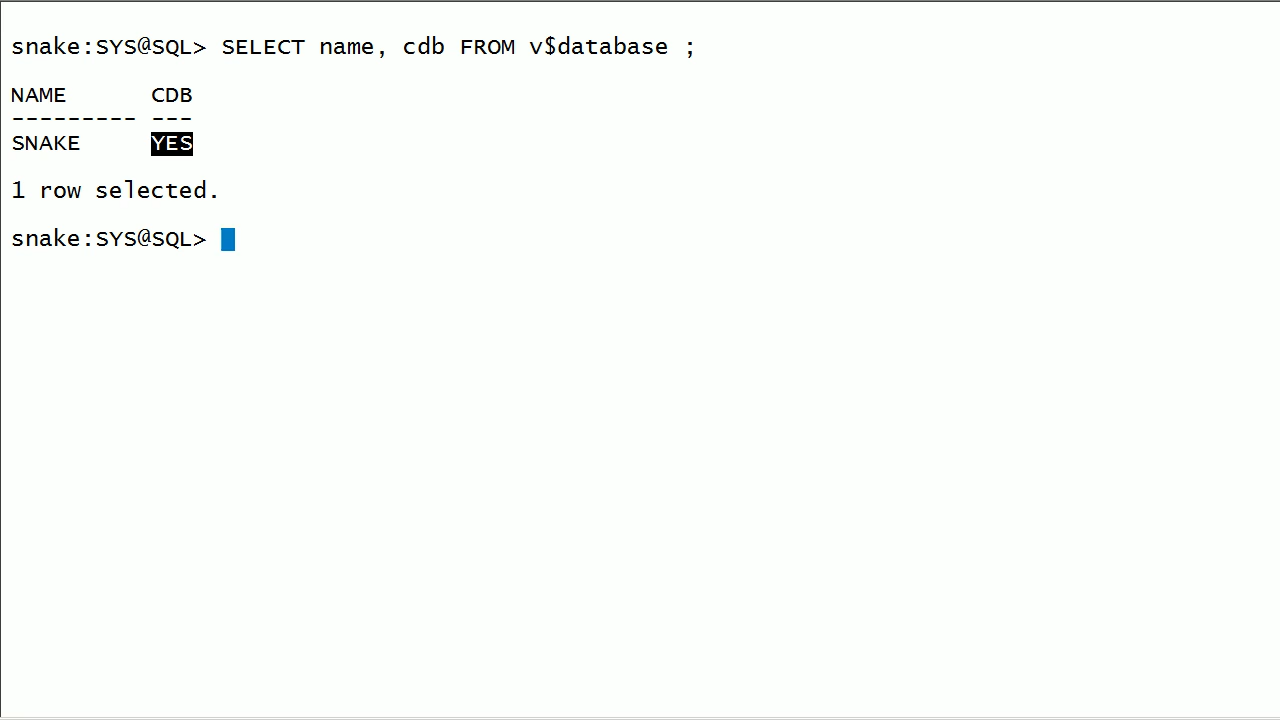 snake:SYS@SQL> SELECT name, cdb FROM v$database ;
NAME      CDB
--------- ---
SNAKE     YES
1 row selected.
snake:SYS@SQL>